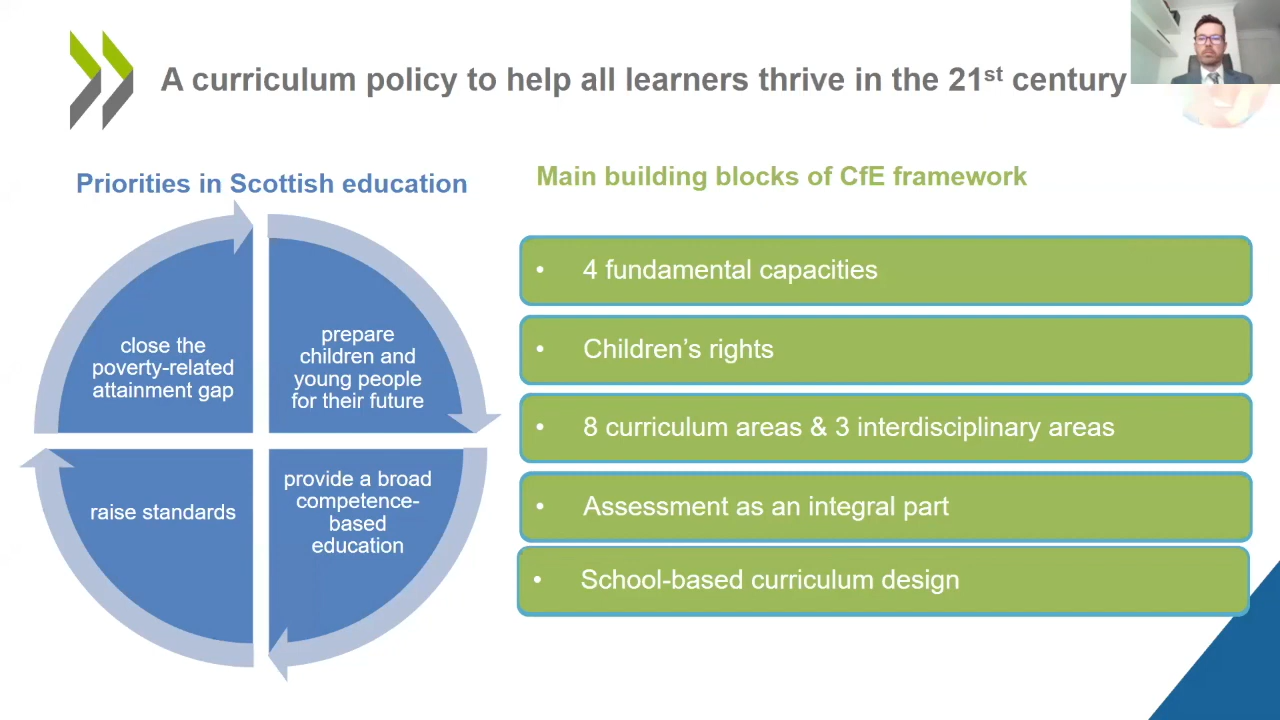 A curriculum policy to help all learners thrive in the 21st century
Priorities in Scottish education
close the
poverty-related
attainment gap
prepare
children and
young people
for their future
raise standards
provide a broad
competence-
based
education
Main building blocks of CfE framework
• 4 fundamental capacities
• Children’s rights
• 8 curriculum areas & 3 interdisciplinary areas
• Assessment as an integral part
• School-based curriculum design